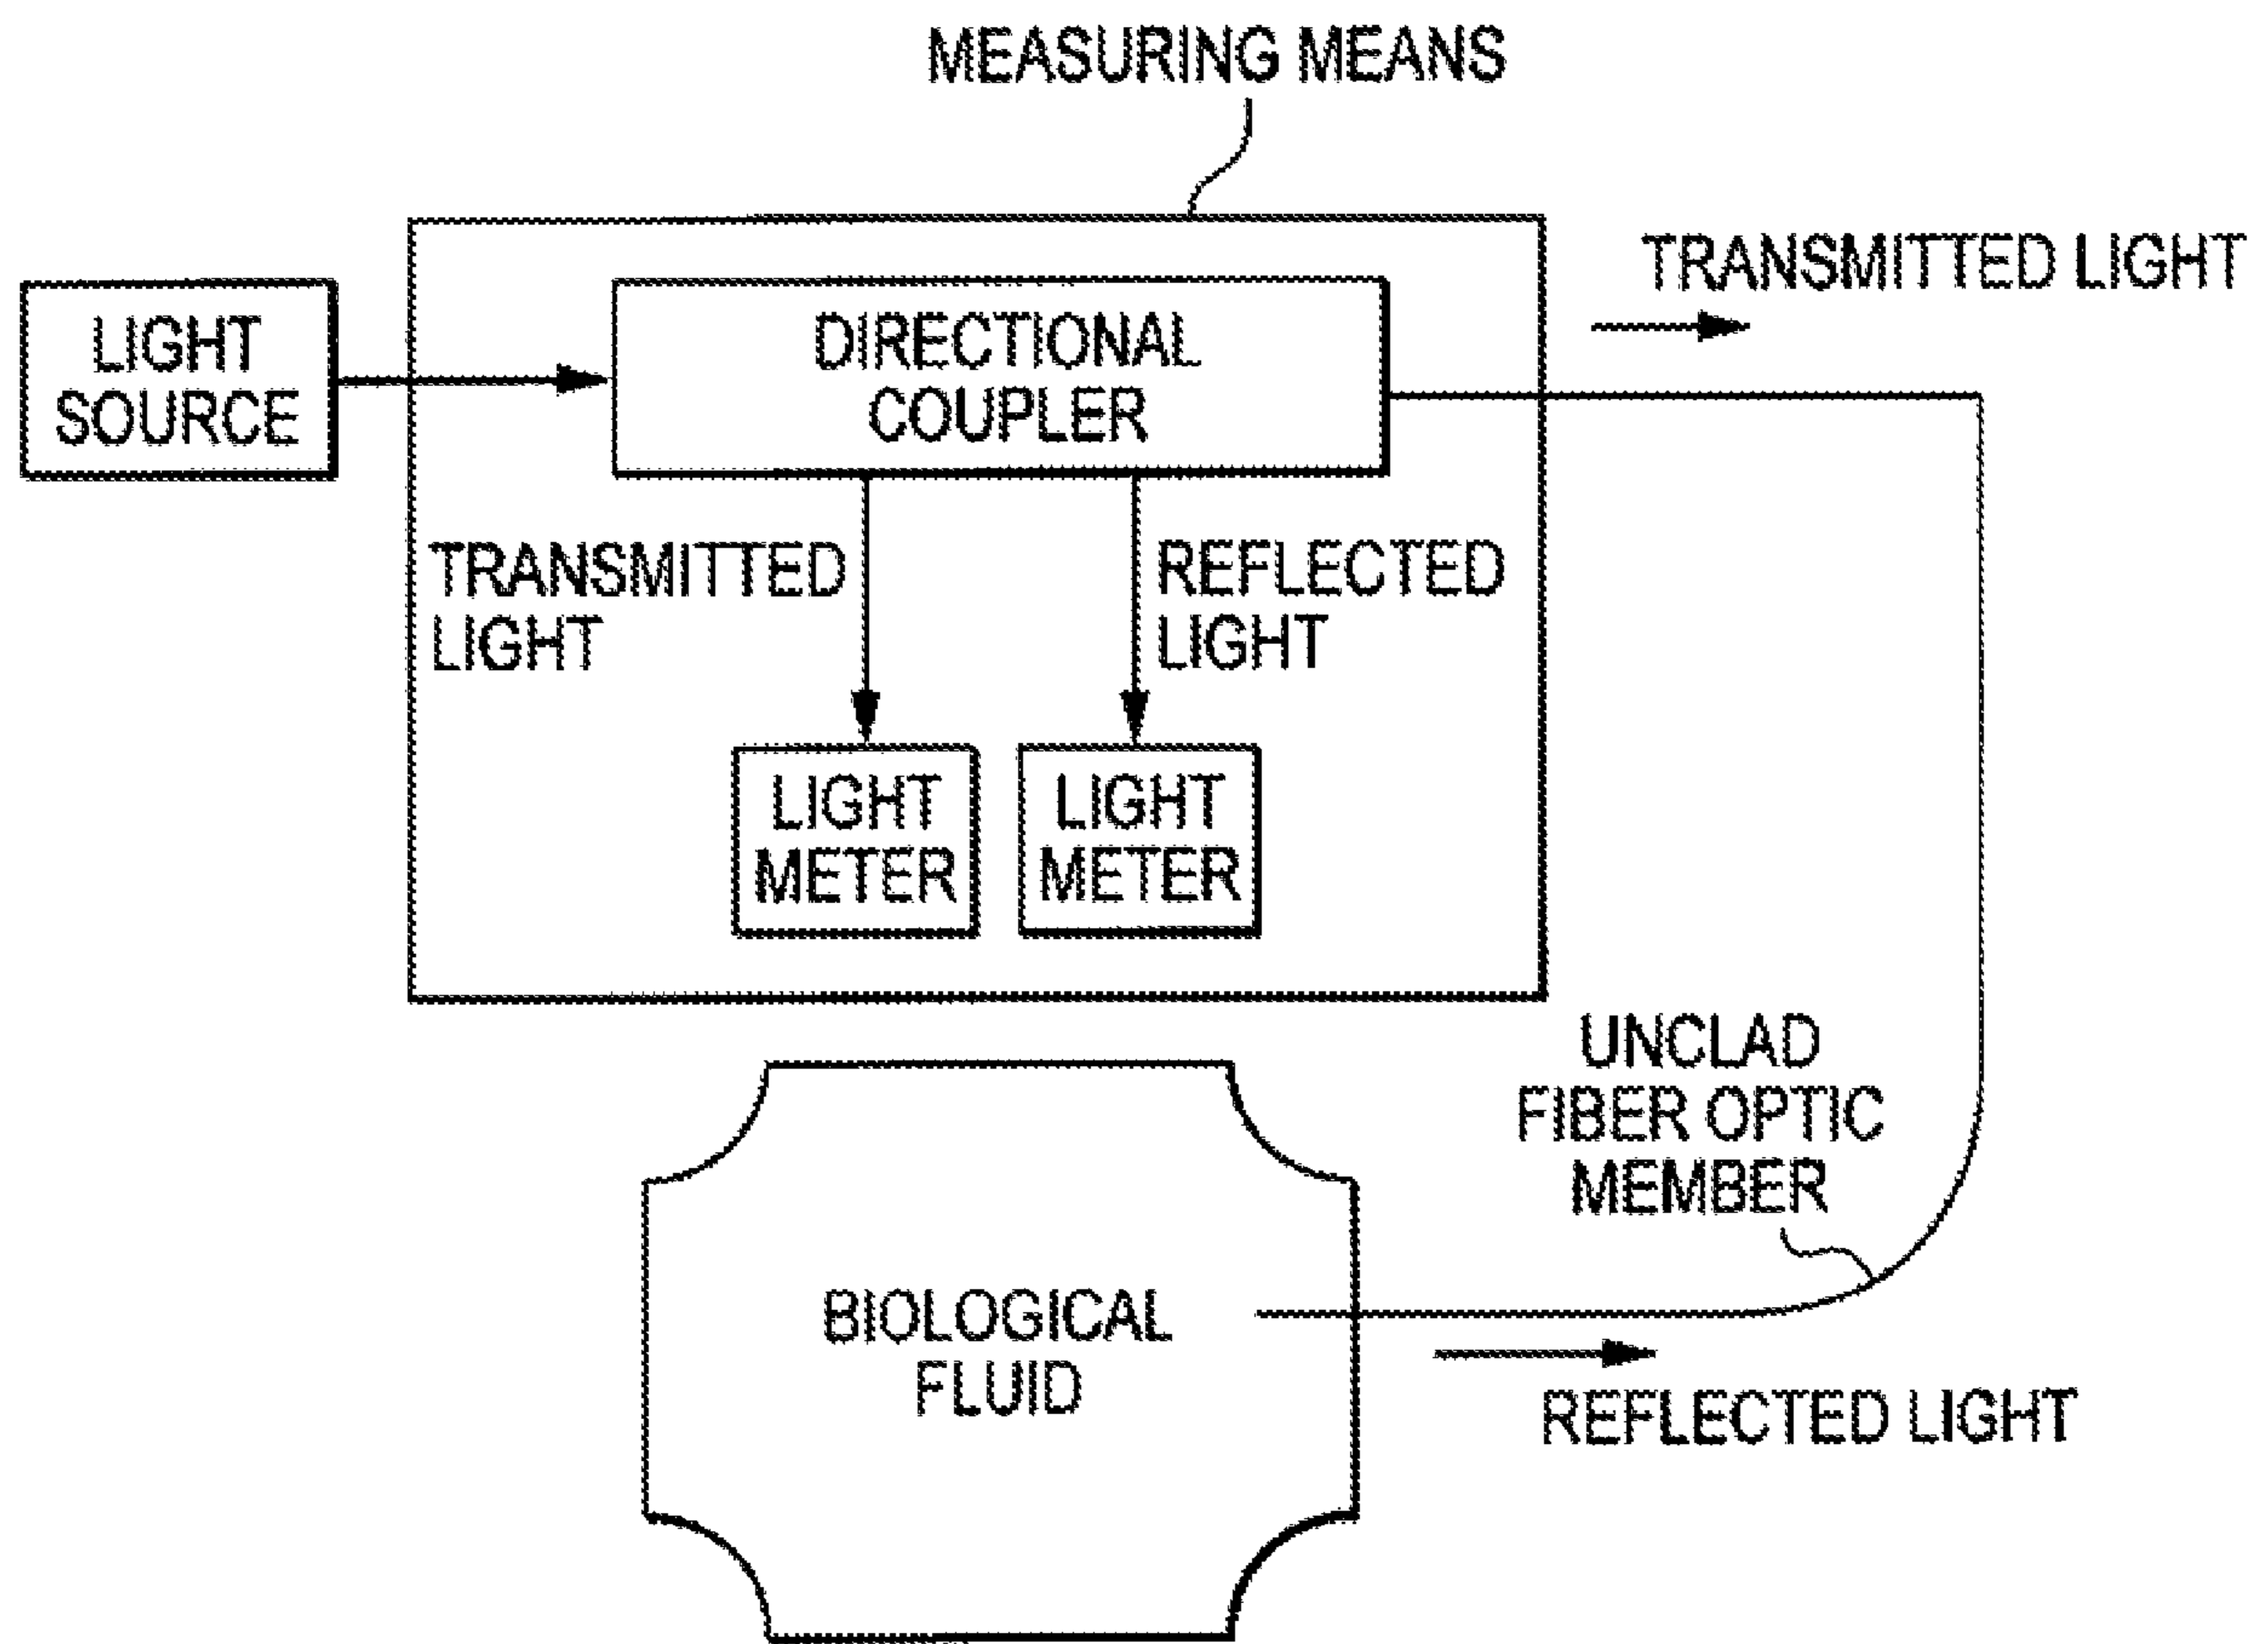 MEASURING MEANS
TRANSMITTED LIGHT
LIGHT
SOURCE
DIRECTIONAL
COUPLER
TRANSMITTED
LIGHT
REFLECTED
LIGHT
LIGHT
METER
LIGHT
METER
UNCLAD
FIBER OPTIC
MEMBER
BIOLOGICAL
FLUID
REFLECTED LIGHT